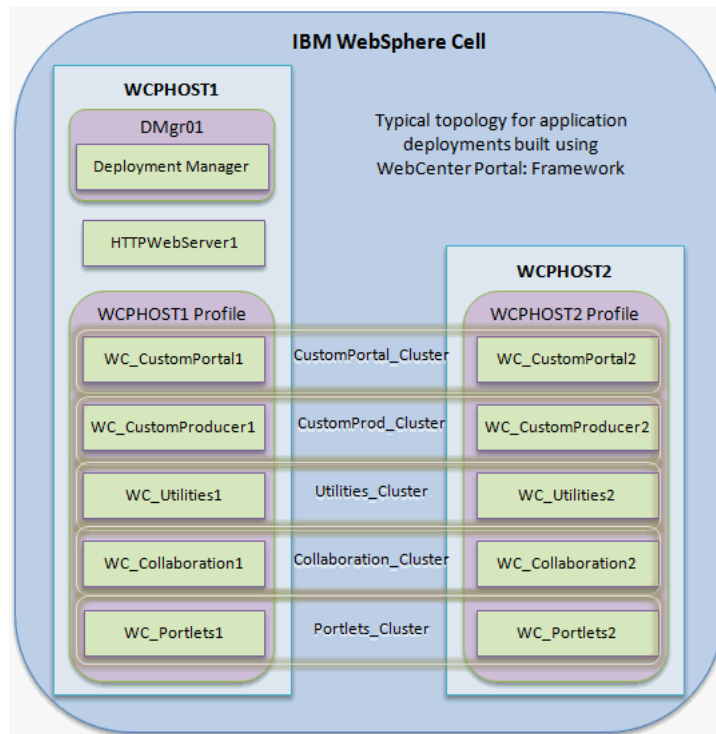 IBM WebSphere Cell
WCPHOST1
DMgr01
Deployment Manager
HTTPWebServer1
Typical topology for application
deployments built using
WebCenter Portal: Framework
WCPHOST2
WCPHOST1 Profile
WCPHOST2 Profile
WC_CustomPortal1
CustomPortal_Cluster
WC_CustomPortal2
WC_CustomProducer1
CustomProd_Cluster
WC_CustomProducer2
WC_Utilities1
Utilities_Cluster
WC_Utilities2
WC_Collaboration1
Collaboration_Cluster
WC_Collaboration2
WC_Portlets1
Portlets_Cluster
WC_Portlets2